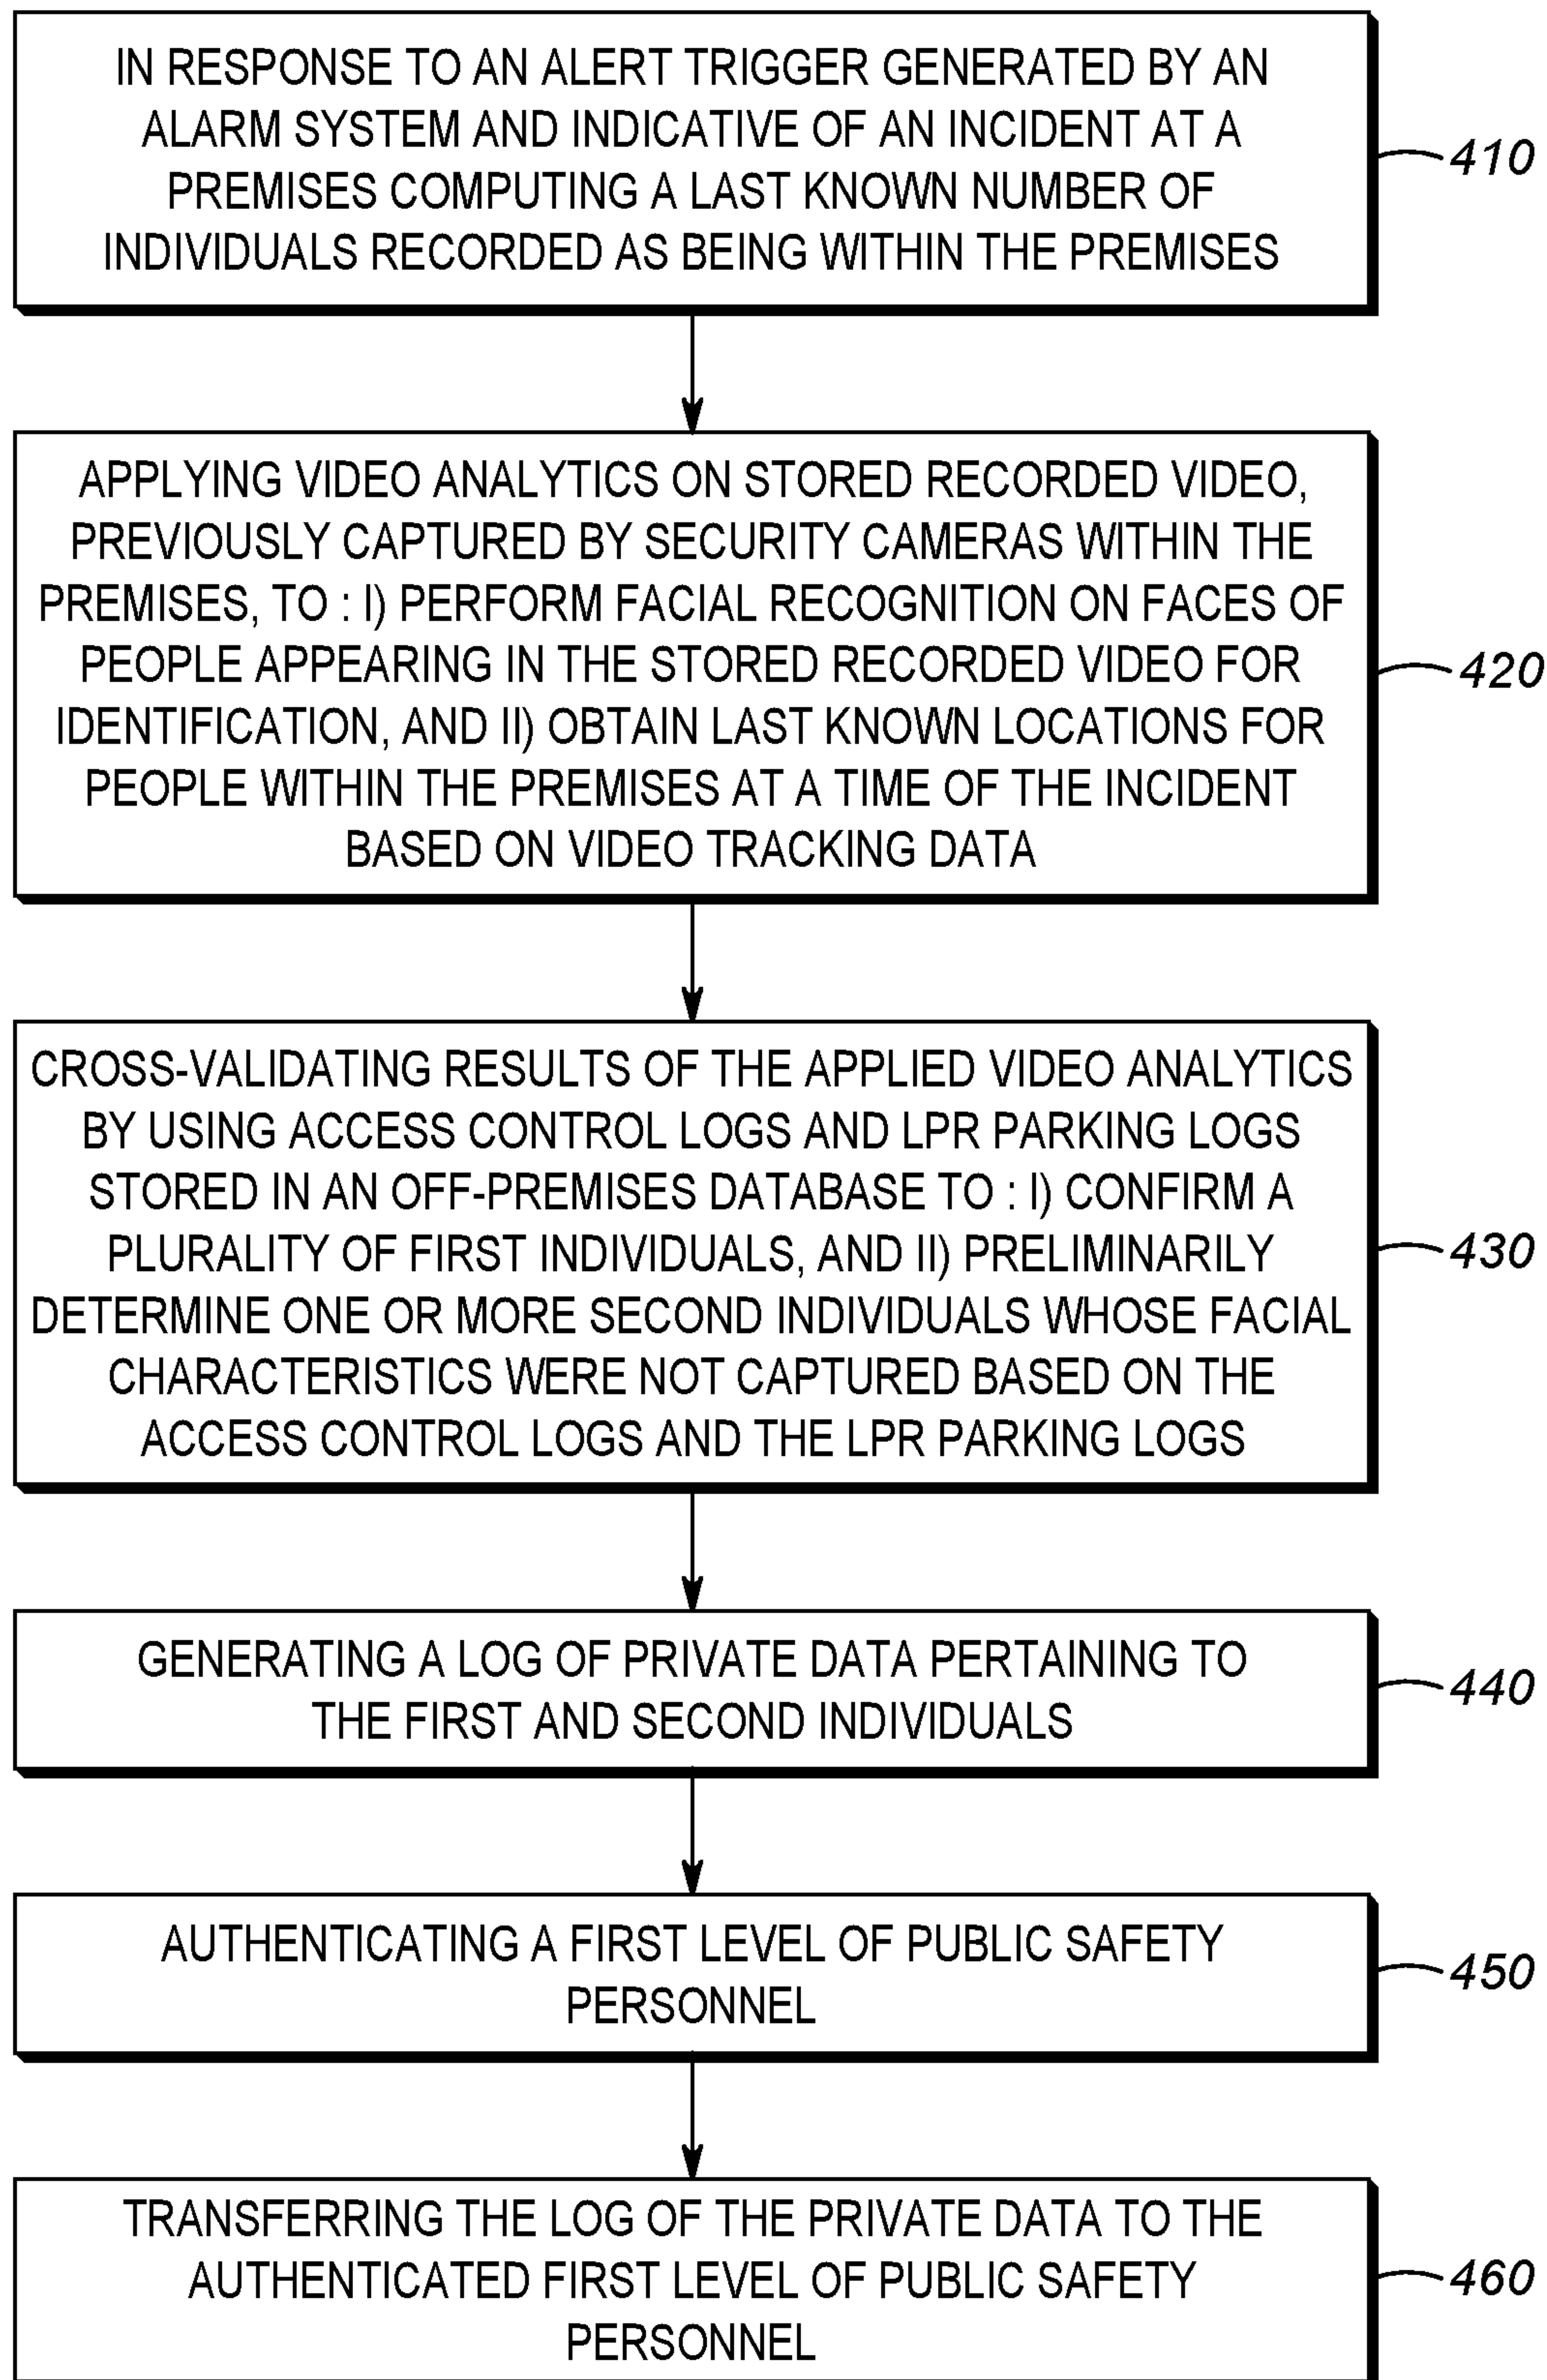 IN RESPONSE TO AN ALERT TRIGGER GENERATED BY AN
ALARM SYSTEM AND INDICATIVE OF AN INCIDENT AT A
PREMISES COMPUTING A LAST KNOWN NUMBER OF
INDIVIDUALS RECORDED AS BEING WITHIN THE PREMISES
410
APPLYING VIDEO ANALYTICS ON STORED RECORDED VIDEO,
PREVIOUSLY CAPTURED BY SECURITY CAMERAS WITHIN THE
PREMISES, TO : I) PERFORM FACIAL RECOGNITION ON FACES OF
PEOPLE APPEARING IN THE STORED RECORDED VIDEO FOR
IDENTIFICATION, AND II) OBTAIN LAST KNOWN LOCATIONS FOR
PEOPLE WITHIN THE PREMISES AT A TIME OF THE INCIDENT
BASED ON VIDEO TRACKING DATA
420
CROSS-VALIDATING RESULTS OF THE APPLIED VIDEO ANALYTICS
BY USING ACCESS CONTROL LOGS AND LPR PARKING LOGS
STORED IN AN OFF-PREMISES DATABASE TO : I) CONFIRM A
PLURALITY OF FIRST INDIVIDUALS, AND II) PRELIMINARILY
DETERMINE ONE OR MORE SECOND INDIVIDUALS WHOSE FACIAL
CHARACTERISTICS WERE NOT CAPTURED BASED ON THE
ACCESS CONTROL LOGS AND THE LPR PARKING LOGS
430
GENERATING A LOG OF PRIVATE DATA PERTAINING TO
THE FIRST AND SECOND INDIVIDUALS
440
AUTHENTICATING A FIRST LEVEL OF PUBLIC SAFETY
PERSONNEL
450
TRANSFERRING THE LOG OF THE PRIVATE DATA TO THE
AUTHENTICATED FIRST LEVEL OF PUBLIC SAFETY
PERSONNEL
460